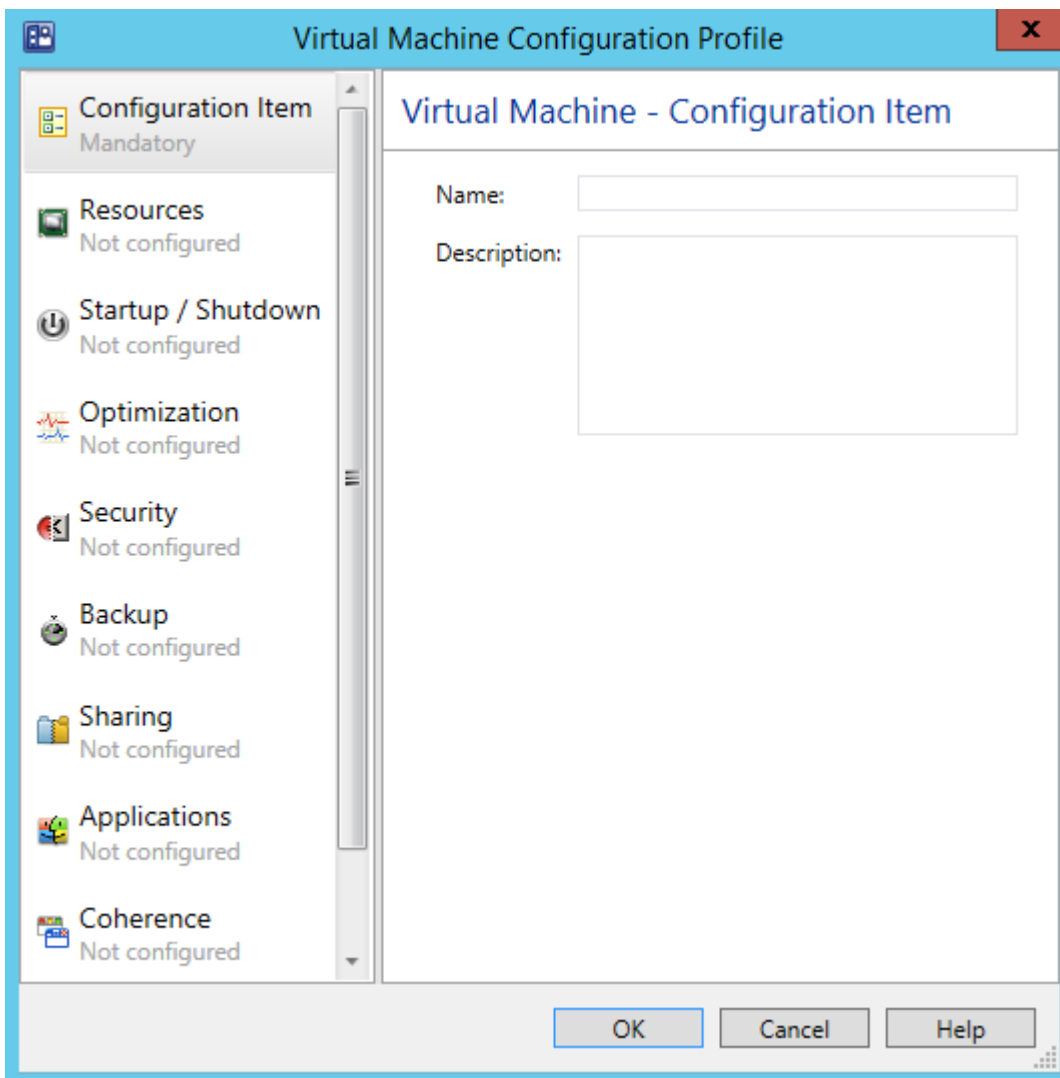 Virtual Machine Configuration Profile
x
Configuration Item
Mandatory
Resources
Not configured
Startup / Shutdown
Not configured
Optimization
Not configured
Security
Not configured
Backup
Not configured
Sharing
Not configured
Applications
Not configured
Coherence
Not configured
Virtual Machine - Configuration Item
Name:
Description:
OK
Cancel
Help